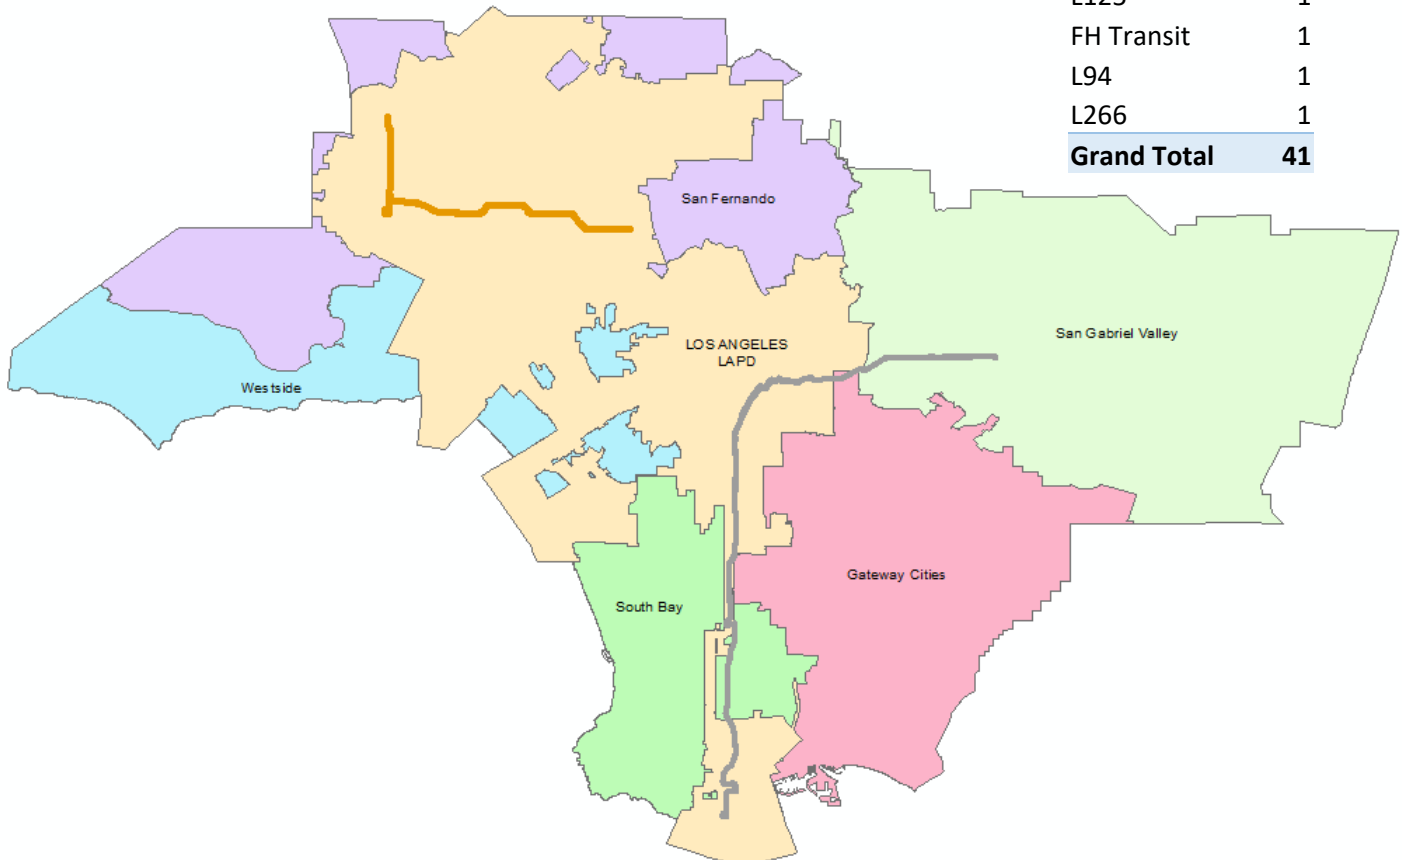 FH Transit 1
L94 1
L266 1
Grand Total 41
San Fernando
San Gabriel Valley
LOS ANGELES
LAPD
Westside
Gateway Cities
South Bay